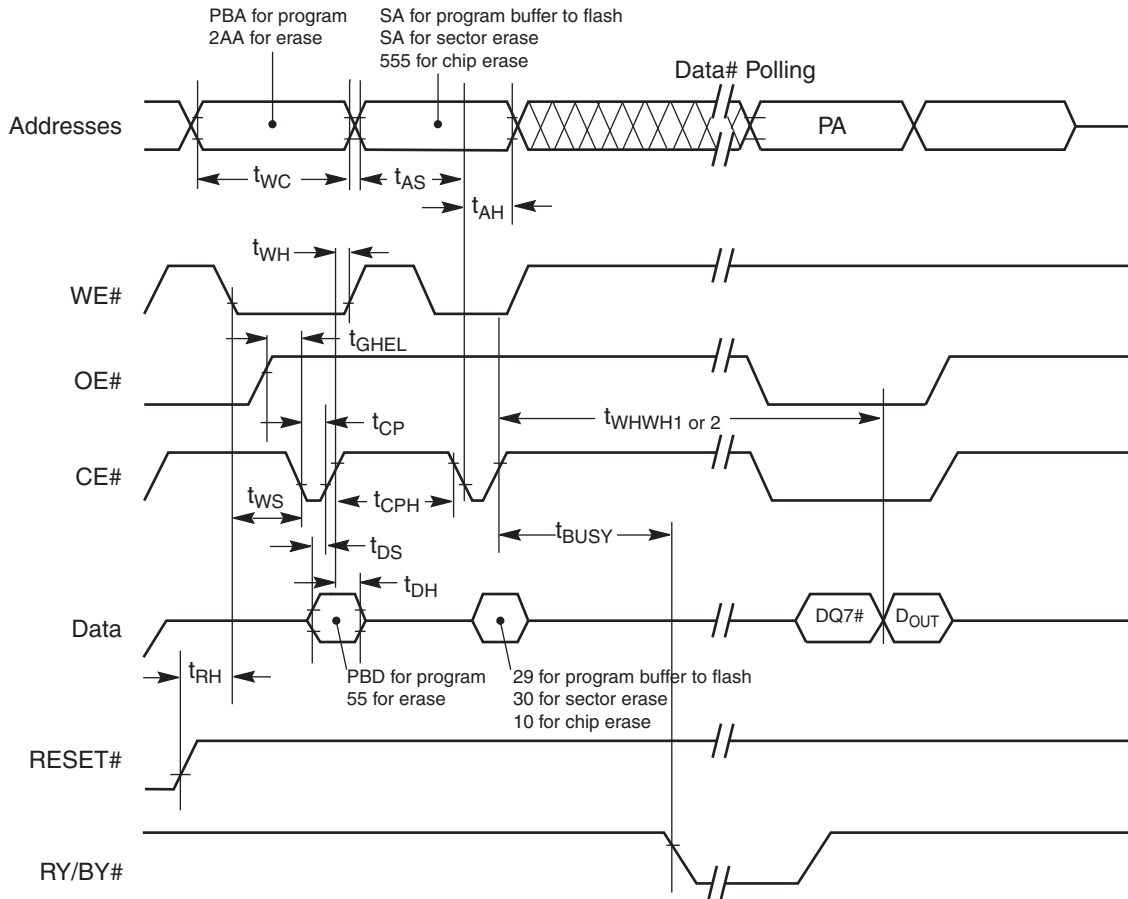 PBA for program
2AA for erase
SA for program buffer to flash
SA for sector erase
555 for chip erase
Data# Polling
Addresses
PA
tWC
tAS
tAH
tWH
WE#
tGHEL
OE#
tWHWH1 or 2
tCP
CE#
tWS
tCPH
tBUSY
tDS
tDH
Data
DQ7#
DOUT
tRH
PBD for program
55 for erase
29 for program buffer to flash
30 for sector erase
10 for chip erase
RESET#
RY/BY#